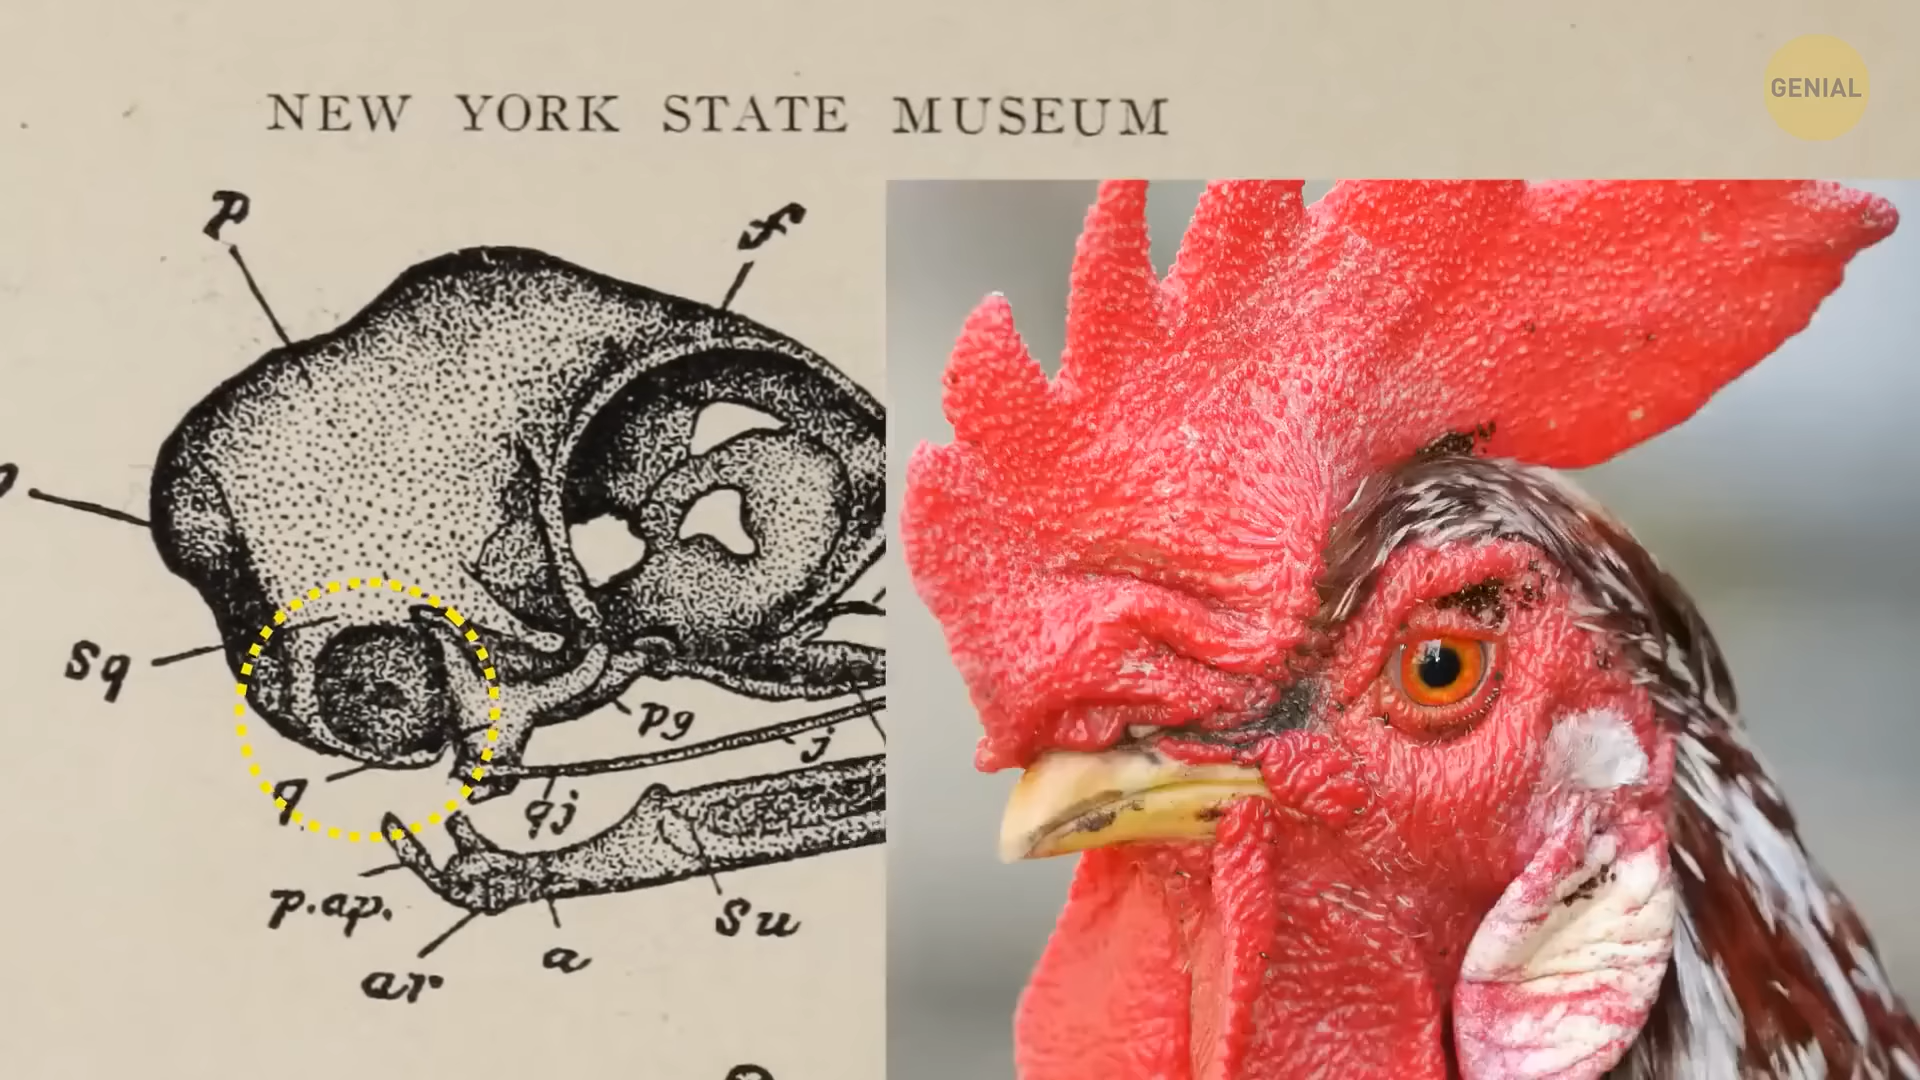 GENIAL
NEW YORK STATE MUSEUM
p
f
sq
pg
j
q
qj
p.ap.
su
a
ar